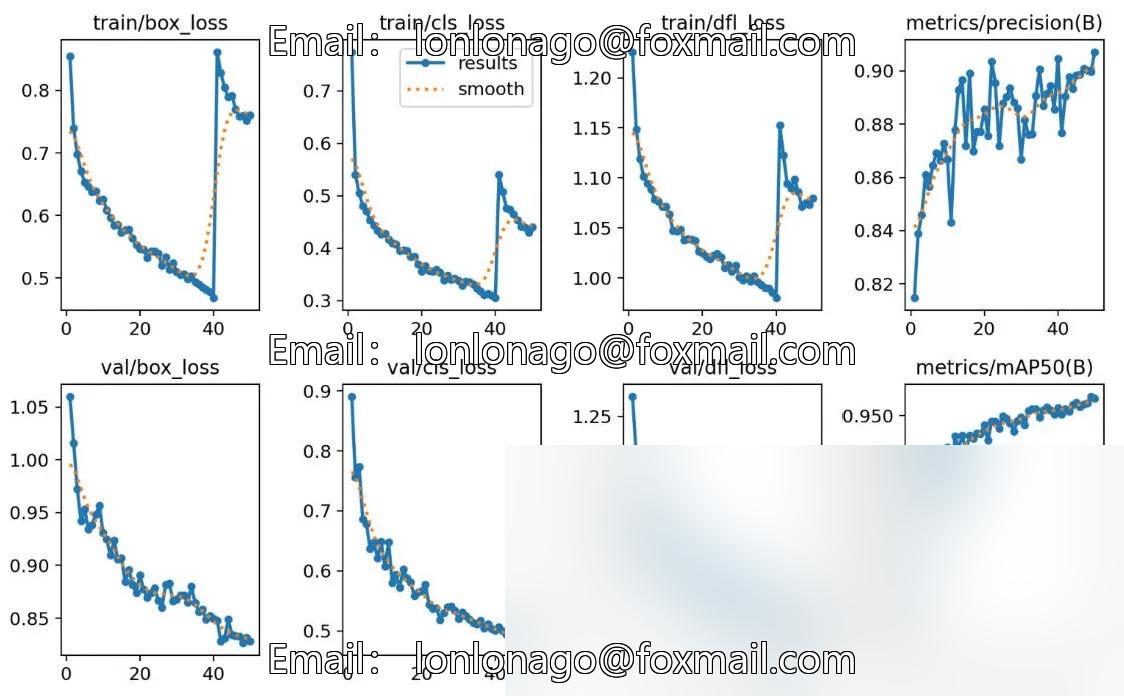 train/box_loss train/cls_loss train/dfl_loss metrics/precision(B)
Email: lonlonago@foxmail.com
results
smooth
0.8
0.7
0.6
0.5
0 20 40
0.7
0.6
0.5
0.4
0.3
0 20 40
1.20
1.15
1.10
1.05
1.00
0 20 40
0.90
0.88
0.86
0.84
0.82
0 20 40
Email: lonlonago@foxmail.com
val/box_loss val/cls_loss val/dfl_loss metrics/mAP50(B)
1.05
1.00
0.95
0.90
0.85
0 20 40
0.9
0.8
0.7
0.6
0.5
0 20 40
1.25
0.950
Email: lonlonago@foxmail.com